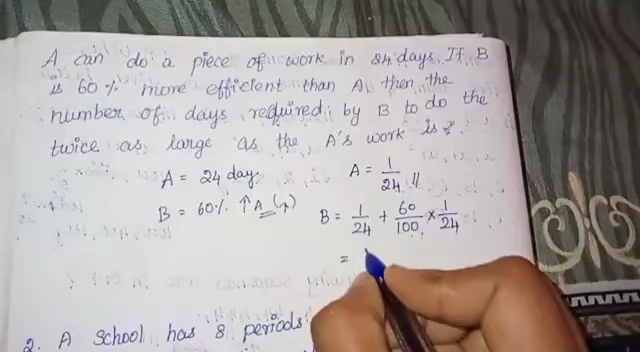 A can do a piece of work in 24 days. If B
is 60% more efficient than A, then the
number of days required by B to do the
twice as large as the A's work is?
A = 24 day
A = 1/24 //
B = 60% ↑ A (↑)
B = 1/24 + 60/100 × 1/24
=
2. A school has 8 periods